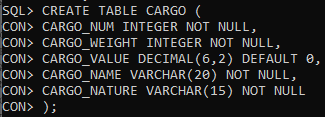 SQL> CREATE TABLE CARGO (
CON> CARGO_NUM INTEGER NOT NULL,
CON> CARGO_WEIGHT INTEGER NOT NULL,
CON> CARGO_VALUE DECIMAL(6,2) DEFAULT 0,
CON> CARGO_NAME VARCHAR(20) NOT NULL,
CON> CARGO_NATURE VARCHAR(15) NOT NULL
CON> );